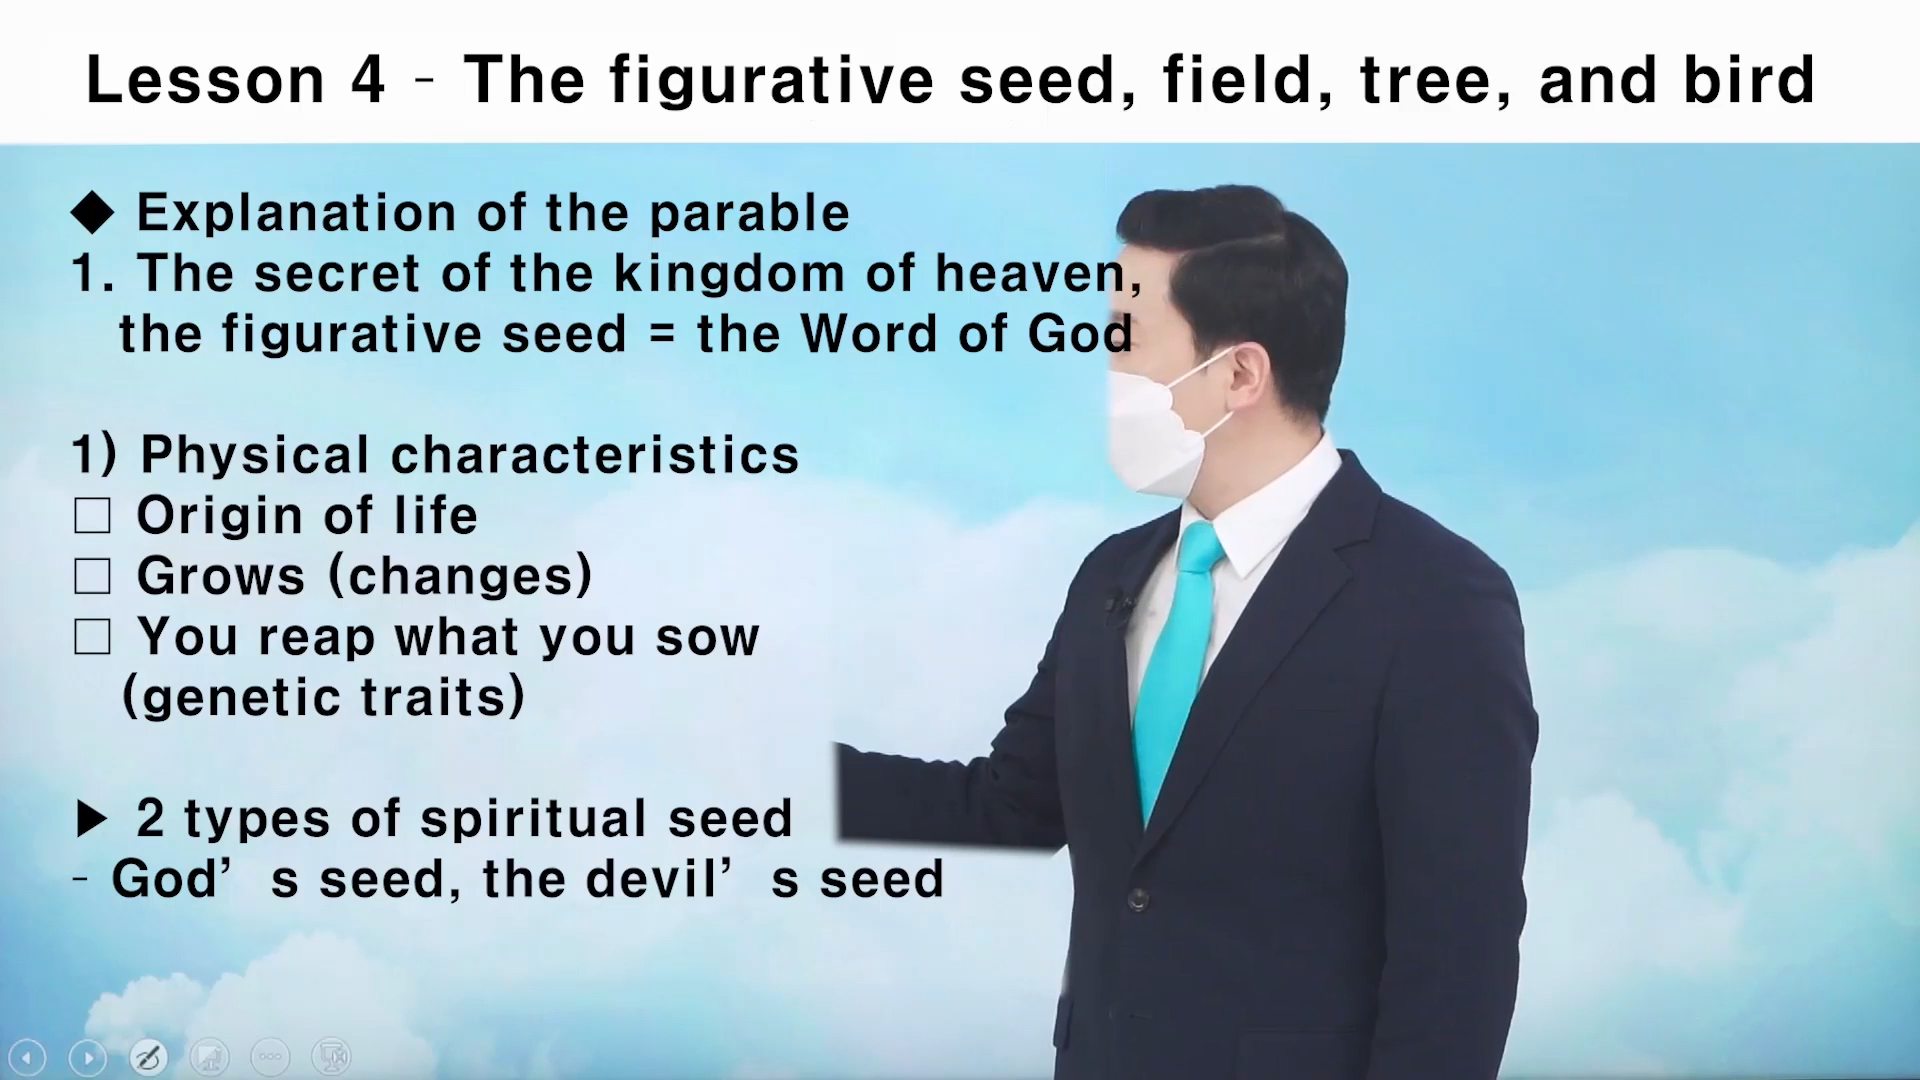 Lesson 4 - The figurative seed, field, tree, and bird
◆ Explanation of the parable
1. The secret of the kingdom of heaven,
the figurative seed = the Word of God
1) Physical characteristics
□ Origin of life
□ Grows (changes)
□ You reap what you sow
(genetic traits)
▶ 2 types of spiritual seed
- God’s seed, the devil’s seed